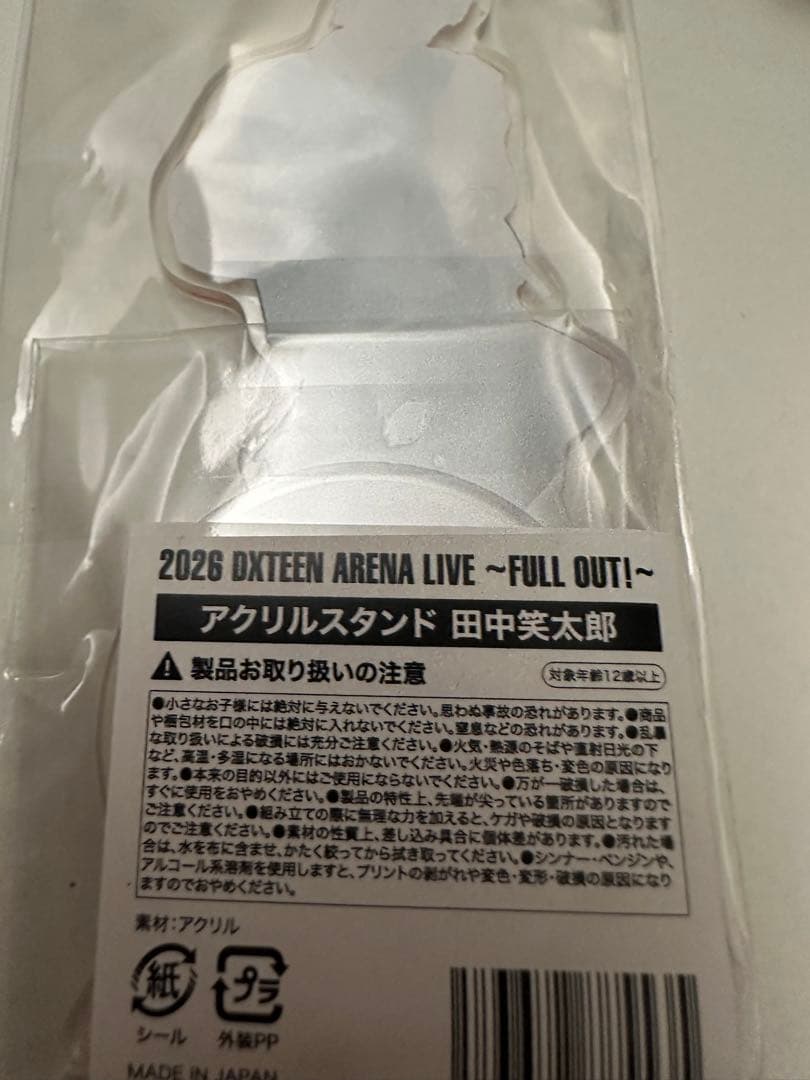 2026 DXTEEN ARENA LIVE ~FULL OUT!~
アクリルスタンド 田中笑太郎
製品お取り扱いの注意
対象年齢12歳以上
●小さなお子様には絶対に与えないでください。思わぬ事故の恐れがあります。●商品
や梱包材を口の中には絶対に入れないでください。窒息などの恐れがあります。●乱暴
な取り扱いによる破損には充分ご注意ください。●火気・熱源のそばや直射日光の下
など、高温・多湿になる場所にはおかないでください。火災や色落ち・変色の原因になり
ます。●本来の目的以外にはご使用にならないでください。●万が一破損した場合は、
すぐに使用をおやめください。●製品の特性上、先端が尖っている箇所がありますので
ご注意ください。●組み立ての際に無理な力を加えると、ケガや破損の原因となります
のでご注意ください。●素材の性質上、差し込み具合に個体差があります。●汚れた場
合は、水を布に含ませ、かたく絞ってから拭き取ってください。●シンナー・ベンジンや、
アルコール系溶剤を使用しますと、プリントの剥がれや変色・変形・破損の原因になり
ますのでおやめください。
素材:アクリル
紙
プラ
シール
外装PP
MADE IN JAPAN